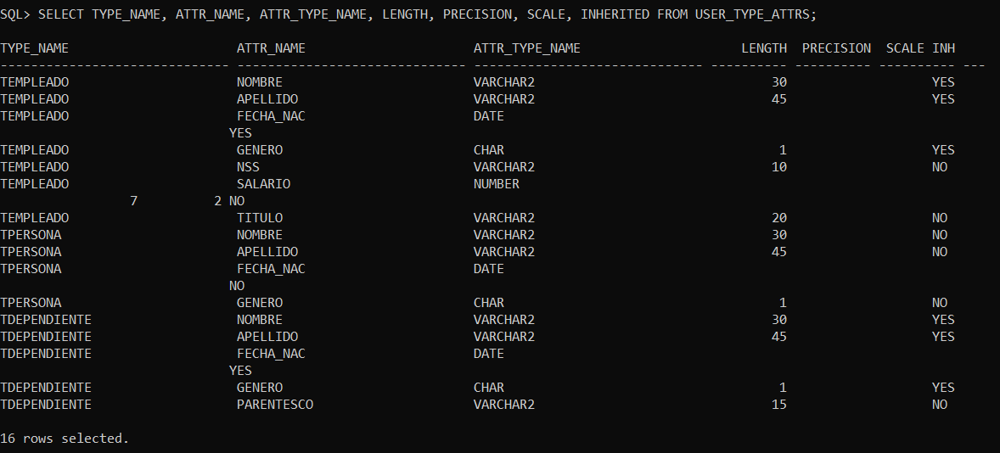 SQL> SELECT TYPE_NAME, ATTR_NAME, ATTR_TYPE_NAME, LENGTH, PRECISION, SCALE, INHERITED FROM USER_TYPE_ATTRS;

TYPE_NAME                      ATTR_NAME                      ATTR_TYPE_NAME                     LENGTH  PRECISION      SCALE INH
------------------------------ ------------------------------ ------------------------------ ---------- ---------- ---------- ---
TEMPLEADO                      NOMBRE                         VARCHAR2                               30                   YES
TEMPLEADO                      APELLIDO                       VARCHAR2                               45                   YES
TEMPLEADO                      FECHA_NAC                      DATE
                              YES
TEMPLEADO                      GENERO                         CHAR                                    1                   YES
TEMPLEADO                      NSS                            VARCHAR2                               10                   NO
TEMPLEADO                      SALARIO                        NUMBER
                 7          2 NO
TEMPLEADO                      TITULO                         VARCHAR2                               20                   NO
TPERSONA                       NOMBRE                         VARCHAR2                               30                   NO
TPERSONA                       APELLIDO                       VARCHAR2                               45                   NO
TPERSONA                       FECHA_NAC                      DATE
                              NO
TPERSONA                       GENERO                         CHAR                                    1                   NO
TDEPENDIENTE                   NOMBRE                         VARCHAR2                               30                   YES
TDEPENDIENTE                   APELLIDO                       VARCHAR2                               45                   YES
TDEPENDIENTE                   FECHA_NAC                      DATE
                              YES
TDEPENDIENTE                   GENERO                         CHAR                                    1                   YES
TDEPENDIENTE                   PARENTESCO                     VARCHAR2                               15                   NO

16 rows selected.